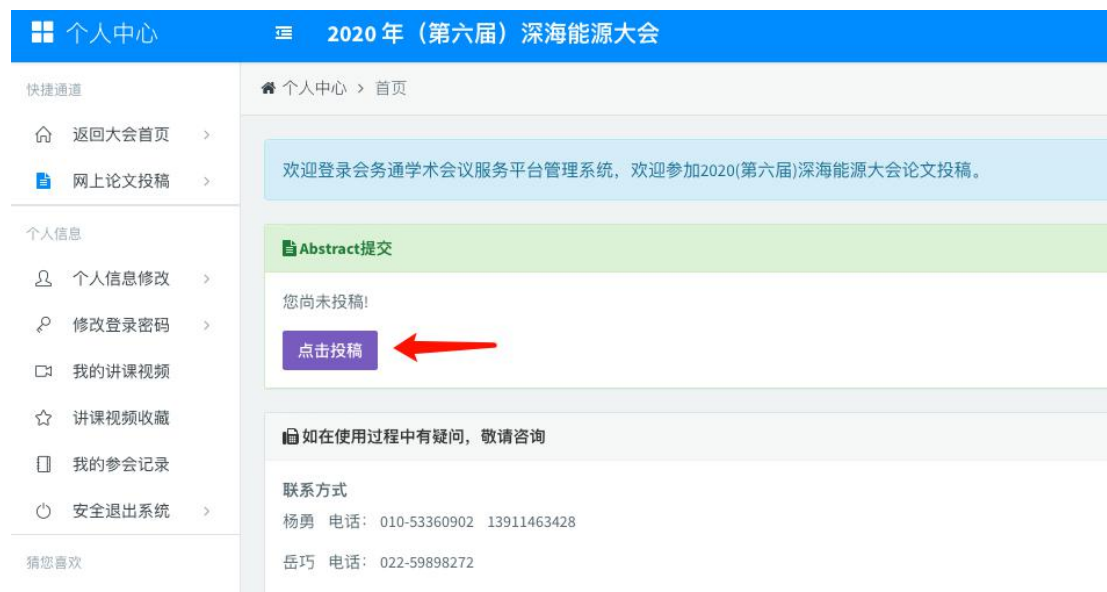 个人中心
2020 年（第六届）深海能源大会
快捷通道
返回大会首页
网上论文投稿
个人信息
个人信息修改
修改登录密码
我的讲课视频
讲课视频收藏
我的参会记录
安全退出系统
猜您喜欢
个人中心 > 首页
欢迎登录会务通学术会议服务平台管理系统，欢迎参加2020(第六届)深海能源大会论文投稿。
Abstract提交
您尚未投稿!
点击投稿
如在使用过程中有疑问，敬请咨询
联系方式
杨勇 电话： 010-53360902 13911463428
岳巧 电话： 022-59898272